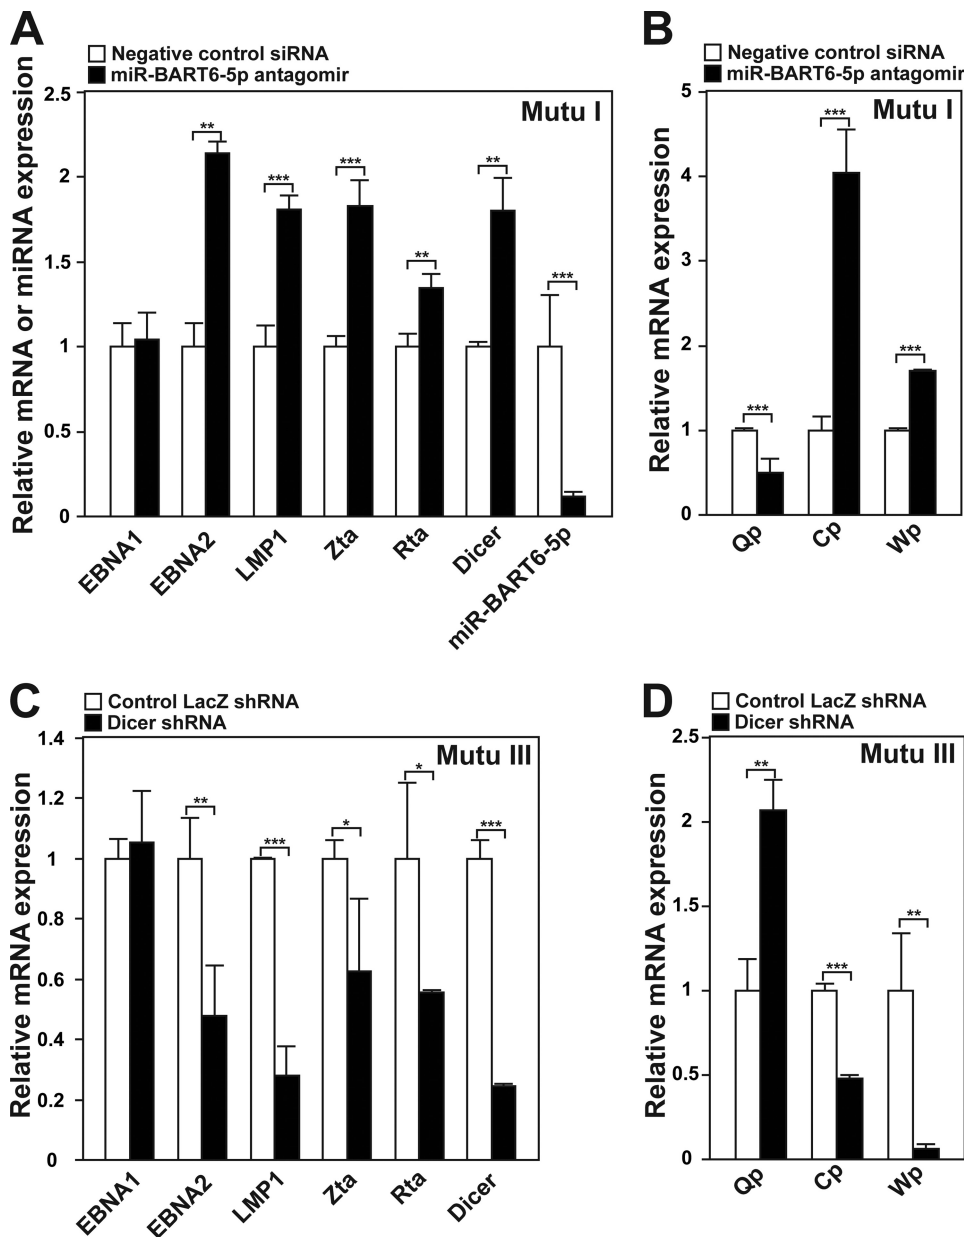 A
Negative control siRNA
miR-BART6-5p antagomir
Relative mRNA or miRNA expression
2.5
2
1.5
1
0.5
0
Mutu I
**
***
***
**
**
***
EBNA1
EBNA2
LMP1
Zta
Rta
Dicer
miR-BART6-5p
B
Negative control siRNA
miR-BART6-5p antagomir
Relative mRNA expression
5
4
3
2
1
0
Mutu I
***
***
***
Qp
Cp
Wp
C
Control LacZ shRNA
Dicer shRNA
Relative mRNA expression
1.4
1.2
1
0.8
0.6
0.4
0.2
0
Mutu III
**
***
*
*
***
EBNA1
EBNA2
LMP1
Zta
Rta
Dicer
D
Control LacZ shRNA
Dicer shRNA
Relative mRNA expression
2.5
2
1.5
1
0.5
0
Mutu III
**
***
**
Qp
Cp
Wp